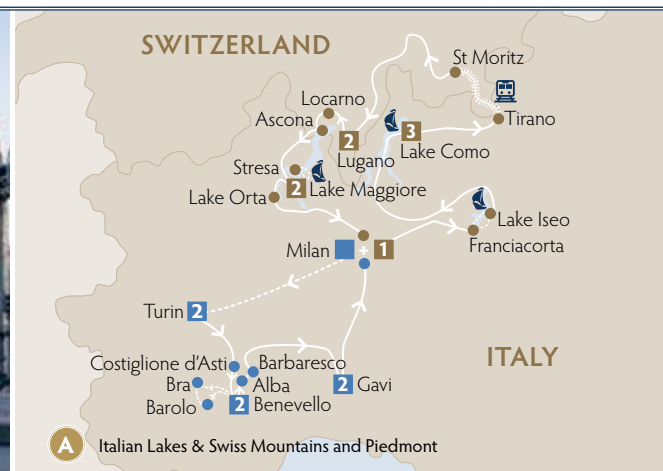 SWITZERLAND
St Moritz
Locarno
Ascona
Tirano
2
Lugano
3
Lake Como
Stresa
2
Lake Maggiore
Lake Orta
Lake Iseo
Franciacorta
Milan
+
1
Turin
2
ITALY
Costiglione d'Asti
Barbaresco
Bra
Alba
2
Gavi
Barolo
2
Benevello
A
Italian Lakes & Swiss Mountains and Piedmont